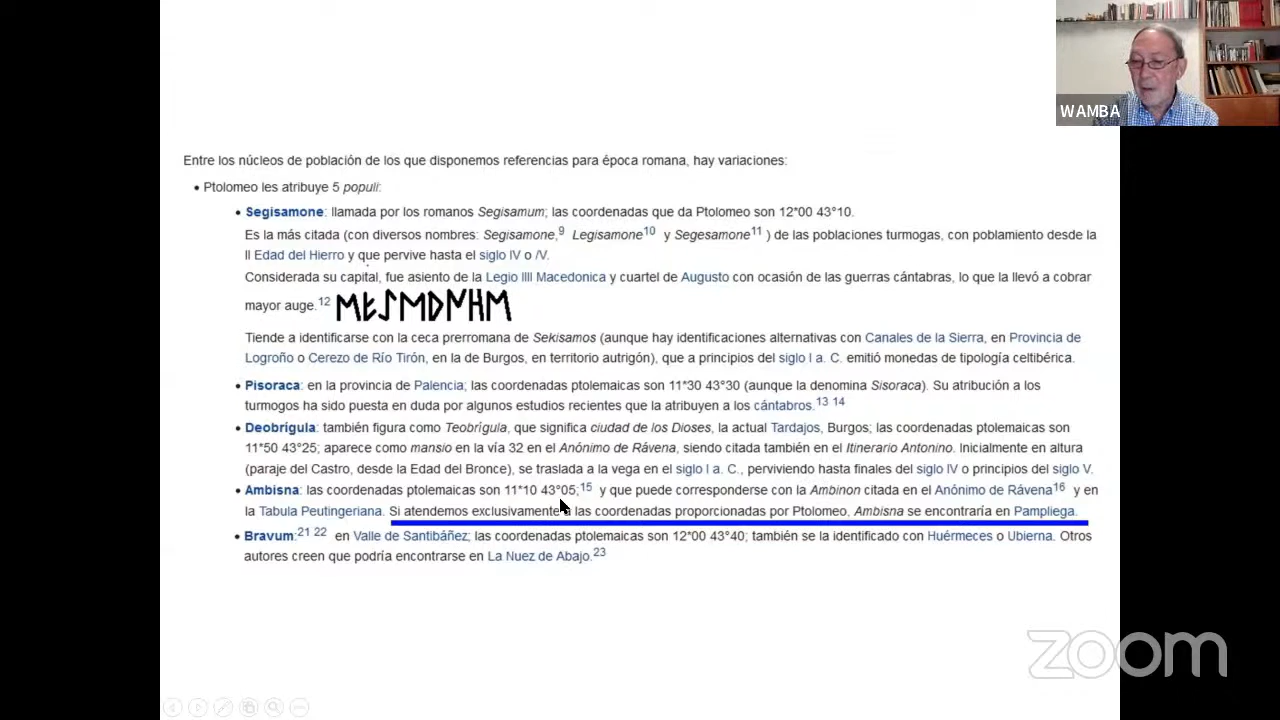 WAMBA
Entre los núcleos de población de los que disponemos referencias para época romana, hay variaciones:
• Ptolomeo les atribuye 5 populi:
• Segisamone: llamada por los romanos Segisamum; las coordenadas que da Ptolomeo son 12°00 43°10.
Es la más citada (con diversos nombres: Segisamone,9 Legisamone10 y Segesamone11 ) de las poblaciones turmogas, con poblamiento desde la
II Edad del Hierro y que pervive hasta el siglo IV o /V.
Considerada su capital, fue asiento de la Legio IIII Macedonica y cuartel de Augusto con ocasión de las guerras cántabras, lo que la llevó a cobrar
mayor auge.12
Tiende a identificarse con la ceca prerromana de Sekisamos (aunque hay identificaciones alternativas con Canales de la Sierra, en Provincia de
Logroño o Cerezo de Río Tirón, en la de Burgos, en territorio autrigón), que a principios del siglo I a. C. emitió monedas de tipología celtibérica.
• Pisoraca: en la provincia de Palencia; las coordenadas ptolemaicas son 11°30 43°30 (aunque la denomina Sisoraca). Su atribución a los
turmogos ha sido puesta en duda por algunos estudios recientes que la atribuyen a los cántabros.13 14
• Deobrígula: también figura como Teobrígula, que significa ciudad de los Dioses, la actual Tardajos, Burgos; las coordenadas ptolemaicas son
11°50 43°25; aparece como mansio en la vía 32 en el Anónimo de Rávena, siendo citada también en el Itinerario Antonino. Inicialmente en altura
(paraje del Castro, desde la Edad del Bronce), se traslada a la vega en el siglo I a. C., perviviendo hasta finales del siglo IV o principios del siglo V.
• Ambisna: las coordenadas ptolemaicas son 11°10 43°05;15 y que puede corresponderse con la Ambinon citada en el Anónimo de Rávena16 y en
la Tabula Peutingeriana. Si atendemos exclusivamente a las coordenadas proporcionadas por Ptolomeo, Ambisna se encontraría en Pampliega.
• Bravum:21 22 en Valle de Santibáñez; las coordenadas ptolemaicas son 12°00 43°40; también se la identificado con Huérmeces o Ubierna. Otros
autores creen que podría encontrarse en La Nuez de Abajo.23
zoom